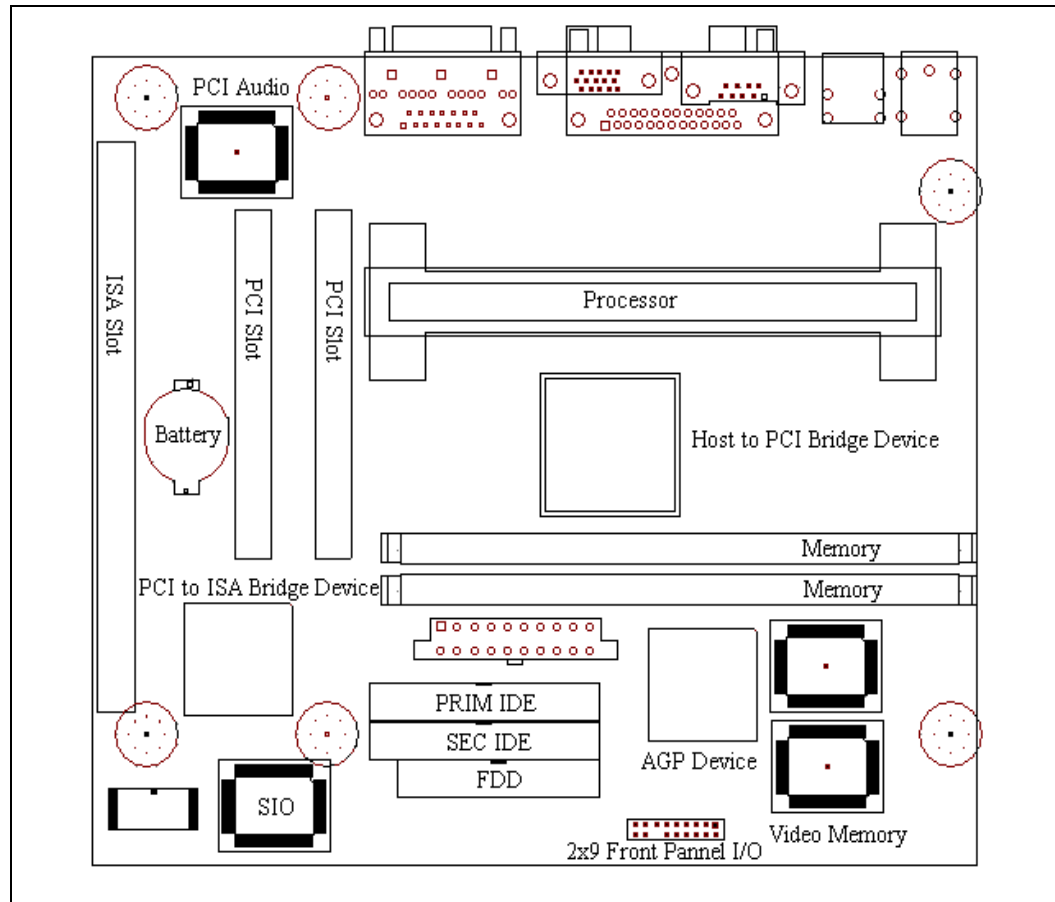 PCI Audio
ISA Slot
PCI Slot
PCI Slot
Processor
Battery
Host to PCI Bridge Device
Memory
PCI to ISA Bridge Device
Memory
PRIM IDE
SEC IDE
AGP Device
FDD
SIO
Video Memory
2x9 Front Pannel I/O